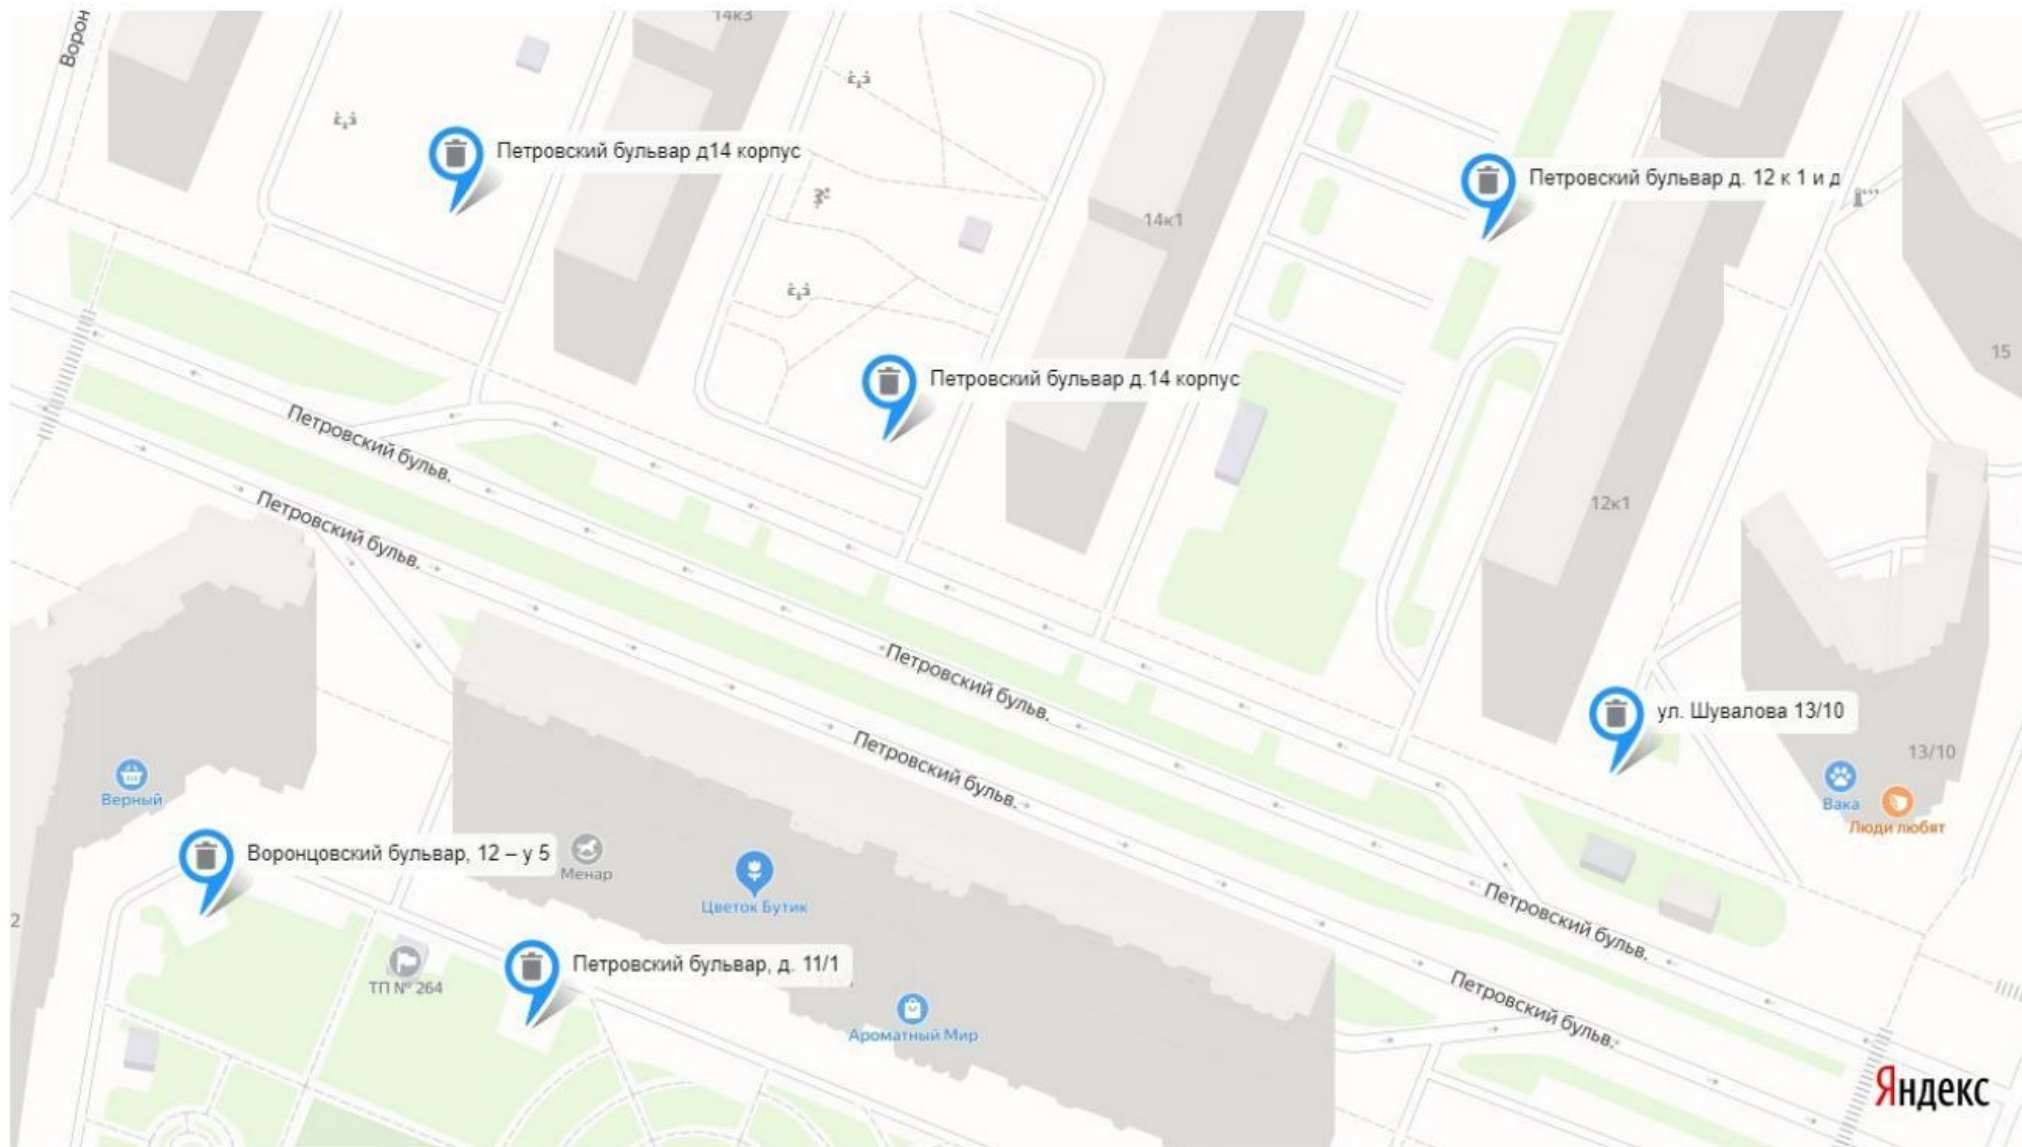 Ворон
14к3
Петровский бульвар д14 корпус
Петровский бульвар д. 12 к 1 и д
14к1
15
Петровский бульвар д.14 корпус
Петровский бульв.
Петровский бульв.
12к1
Петровский бульв.
ул. Шувалова 13/10
Петровский бульв.
13/10
Верный
Вака
Люди любят
Воронцовский бульвар, 12 – у 5
Менар
Цветок Бутик
Петровский бульв.
2
Петровский бульвар, д. 11/1
ТП № 264
Ароматный Мир
Петровский бульв.
Яндекс